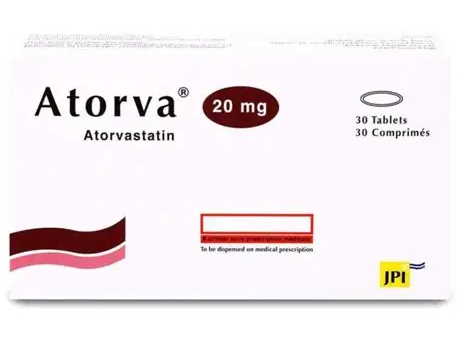 Atorva®
20 mg
Atorvastatin
30 Tablets
30 Comprimés
To be dispensed on medical prescription
JPI